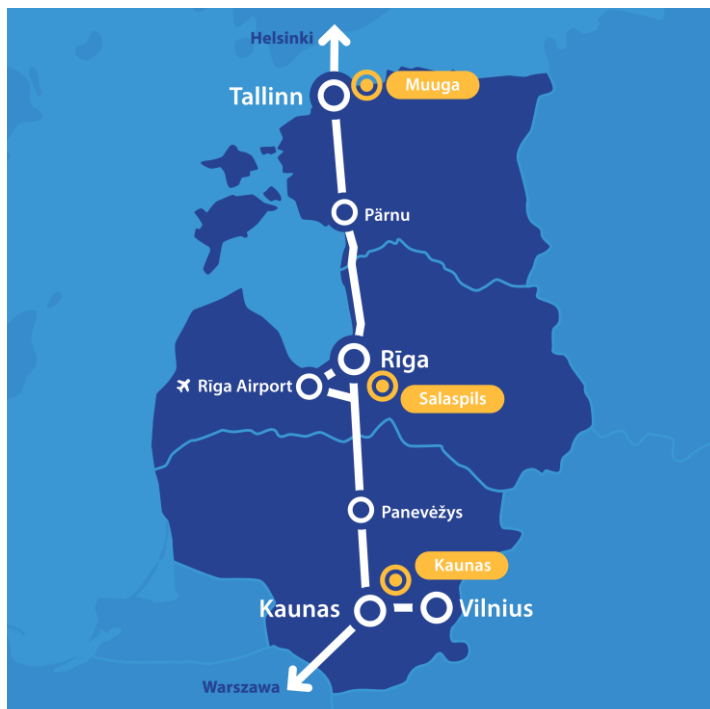 Helsinki
Tallinn
Muuga
Pärnu
Rīga
Rīga Airport
Salaspils
Panevėžys
Kaunas
Kaunas
Vilnius
Warszawa